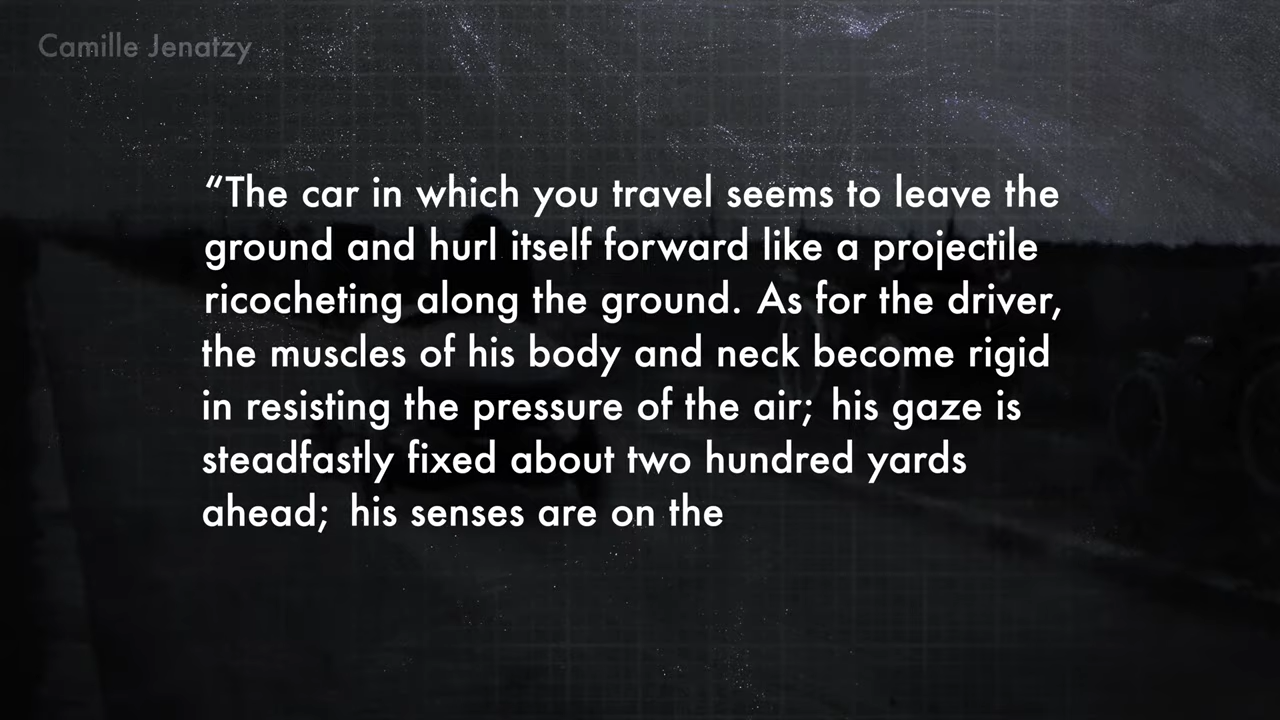 Camille Jenatzy
“The car in which you travel seems to leave the
ground and hurl itself forward like a projectile
ricocheting along the ground. As for the driver,
the muscles of his body and neck become rigid
in resisting the pressure of the air; his gaze is
steadfastly fixed about two hundred yards
ahead; his senses are on the